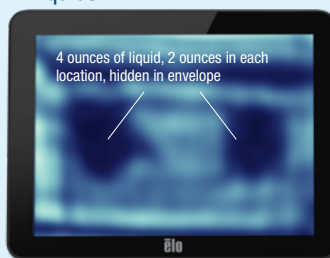 4 ounces of liquid, 2 ounces in each
location, hidden in envelope
elo